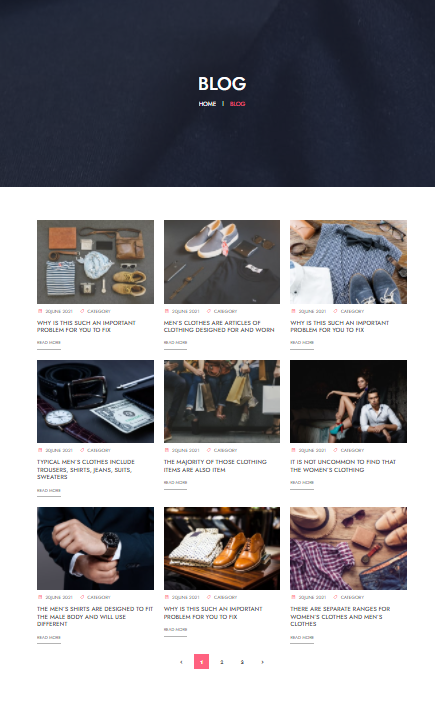 BLOG
HOME | BLOG
20JUNE 2021 CATEGORY
WHY IS THIS SUCH AN IMPORTANT
PROBLEM FOR YOU TO FIX
READ MORE
20JUNE 2021 CATEGORY
MEN'S CLOTHES ARE ARTICLES OF
CLOTHING DESIGNED FOR AND WORN
READ MORE
20JUNE 2021 CATEGORY
WHY IS THIS SUCH AN IMPORTANT
PROBLEM FOR YOU TO FIX
READ MORE
20JUNE 2021 CATEGORY
TYPICAL MEN'S CLOTHES INCLUDE
TROUSERS, SHIRTS, JEANS, SUITS,
SWEATERS
READ MORE
20JUNE 2021 CATEGORY
THE MAJORITY OF THOSE CLOTHING
ITEMS ARE ALSO ITEM
READ MORE
20JUNE 2021 CATEGORY
IT IS NOT UNCOMMON TO FIND THAT
THE WOMEN'S CLOTHING
READ MORE
20JUNE 2021 CATEGORY
THE MEN'S SHIRTS ARE DESIGNED TO FIT
THE MALE BODY AND WILL USE
DIFFERENT
READ MORE
20JUNE 2021 CATEGORY
WHY IS THIS SUCH AN IMPORTANT
PROBLEM FOR YOU TO FIX
READ MORE
20JUNE 2021 CATEGORY
THERE ARE SEPARATE RANGES FOR
WOMEN'S CLOTHES AND MEN'S
CLOTHES
READ MORE
1 2 3